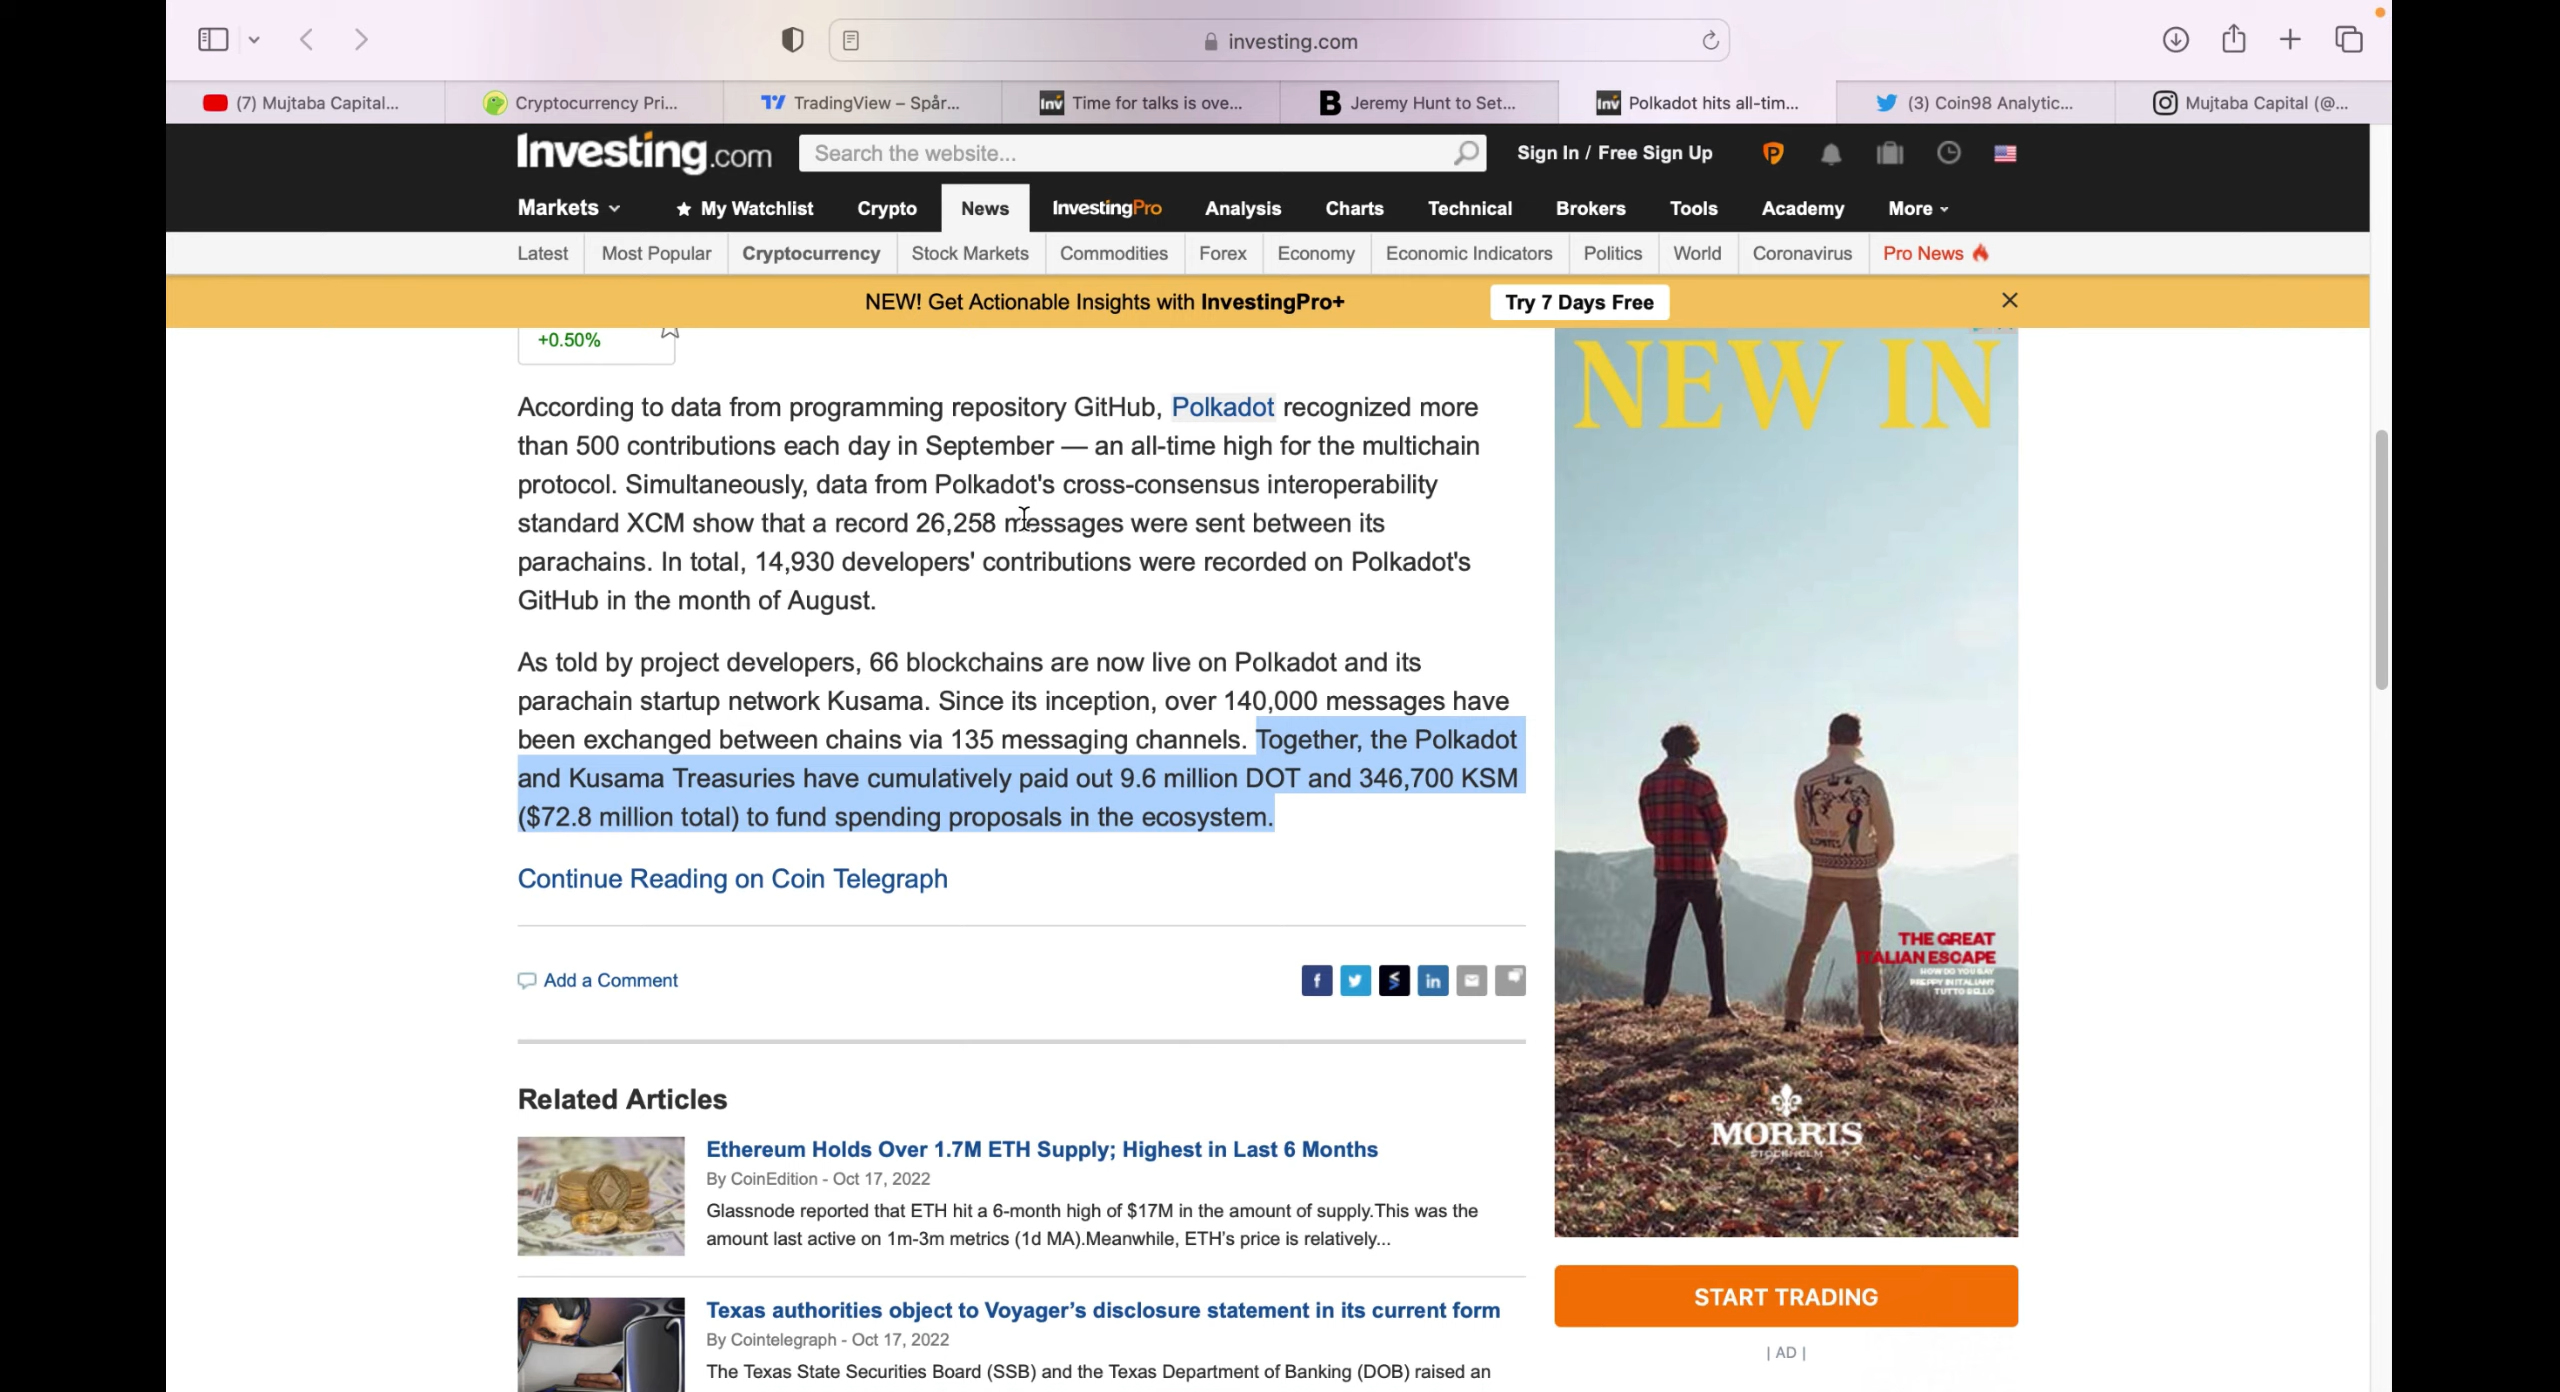 investing.com
(7) Mujtaba Capital...
Cryptocurrency Pri...
TradingView – Spår...
Inv Time for talks is ove...
B Jeremy Hunt to Set...
Inv Polkadot hits all-tim...
(3) Coin98 Analytic...
Mujtaba Capital (@...
Investing.com
Search the website...
Sign In / Free Sign Up
Markets
My Watchlist
Crypto
News
InvestingPro
Analysis
Charts
Technical
Brokers
Tools
Academy
More
Latest
Most Popular
Cryptocurrency
Stock Markets
Commodities
Forex
Economy
Economic Indicators
Politics
World
Coronavirus
Pro News
NEW! Get Actionable Insights with InvestingPro+
Try 7 Days Free
+0.50%
According to data from programming repository GitHub, Polkadot recognized more
than 500 contributions each day in September — an all-time high for the multichain
protocol. Simultaneously, data from Polkadot's cross-consensus interoperability
standard XCM show that a record 26,258 messages were sent between its
parachains. In total, 14,930 developers' contributions were recorded on Polkadot's
GitHub in the month of August.
As told by project developers, 66 blockchains are now live on Polkadot and its
parachain startup network Kusama. Since its inception, over 140,000 messages have
been exchanged between chains via 135 messaging channels. Together, the Polkadot
and Kusama Treasuries have cumulatively paid out 9.6 million DOT and 346,700 KSM
($72.8 million total) to fund spending proposals in the ecosystem.
Continue Reading on Coin Telegraph
Add a Comment
Related Articles
Ethereum Holds Over 1.7M ETH Supply; Highest in Last 6 Months
By CoinEdition - Oct 17, 2022
Glassnode reported that ETH hit a 6-month high of $17M in the amount of supply.This was the
amount last active on 1m-3m metrics (1d MA).Meanwhile, ETH's price is relatively...
Texas authorities object to Voyager's disclosure statement in its current form
By Cointelegraph - Oct 17, 2022
The Texas State Securities Board (SSB) and the Texas Department of Banking (DOB) raised an
NEW IN
THE GREAT
ITALIAN ESCAPE
HOW DO YOU SAY
PREPPY IN ITALIAN?
TUTTO BELLO
MORRIS
STOCKHOLM
START TRADING
| AD |